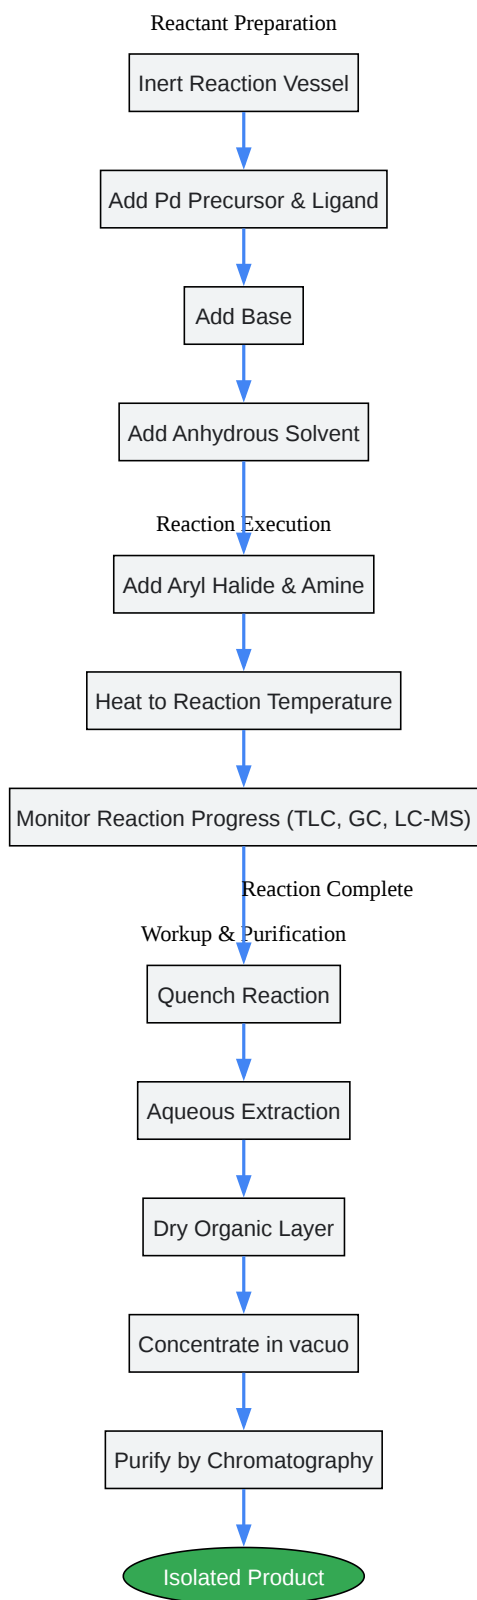 Reactant Preparation
Inert Reaction Vessel
Add Pd Precursor & Ligand
Add Base
Add Anhydrous Solvent
Reaction Execution
Add Aryl Halide & Amine
Heat to Reaction Temperature
Monitor Reaction Progress (TLC, GC, LC-MS)
Reaction Complete
Workup & Purification
Quench Reaction
Aqueous Extraction
Dry Organic Layer
Concentrate in vacuo
Purify by Chromatography
Isolated Product